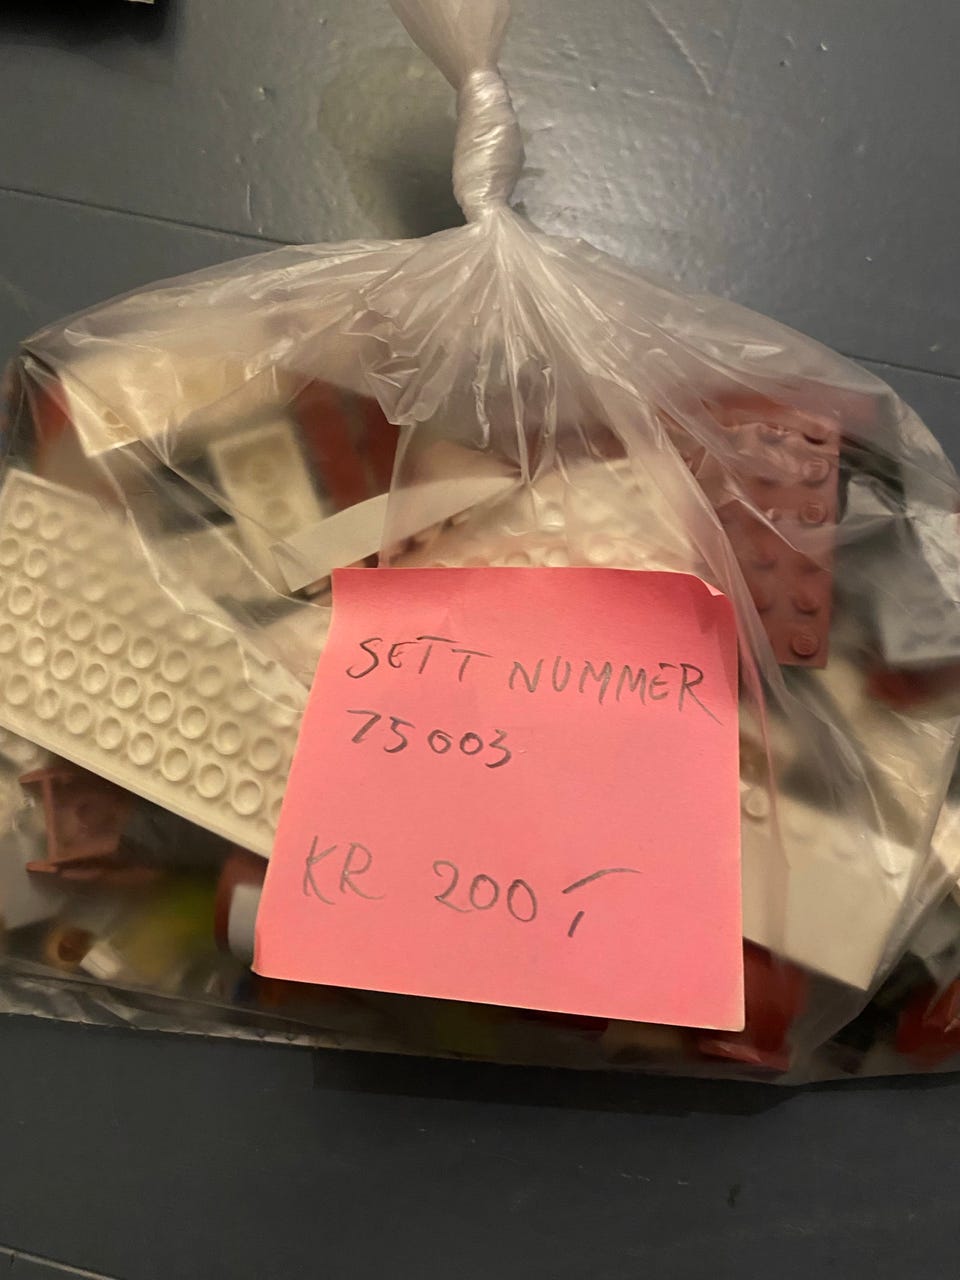 SETT NUMMER
75003
KR 200,-